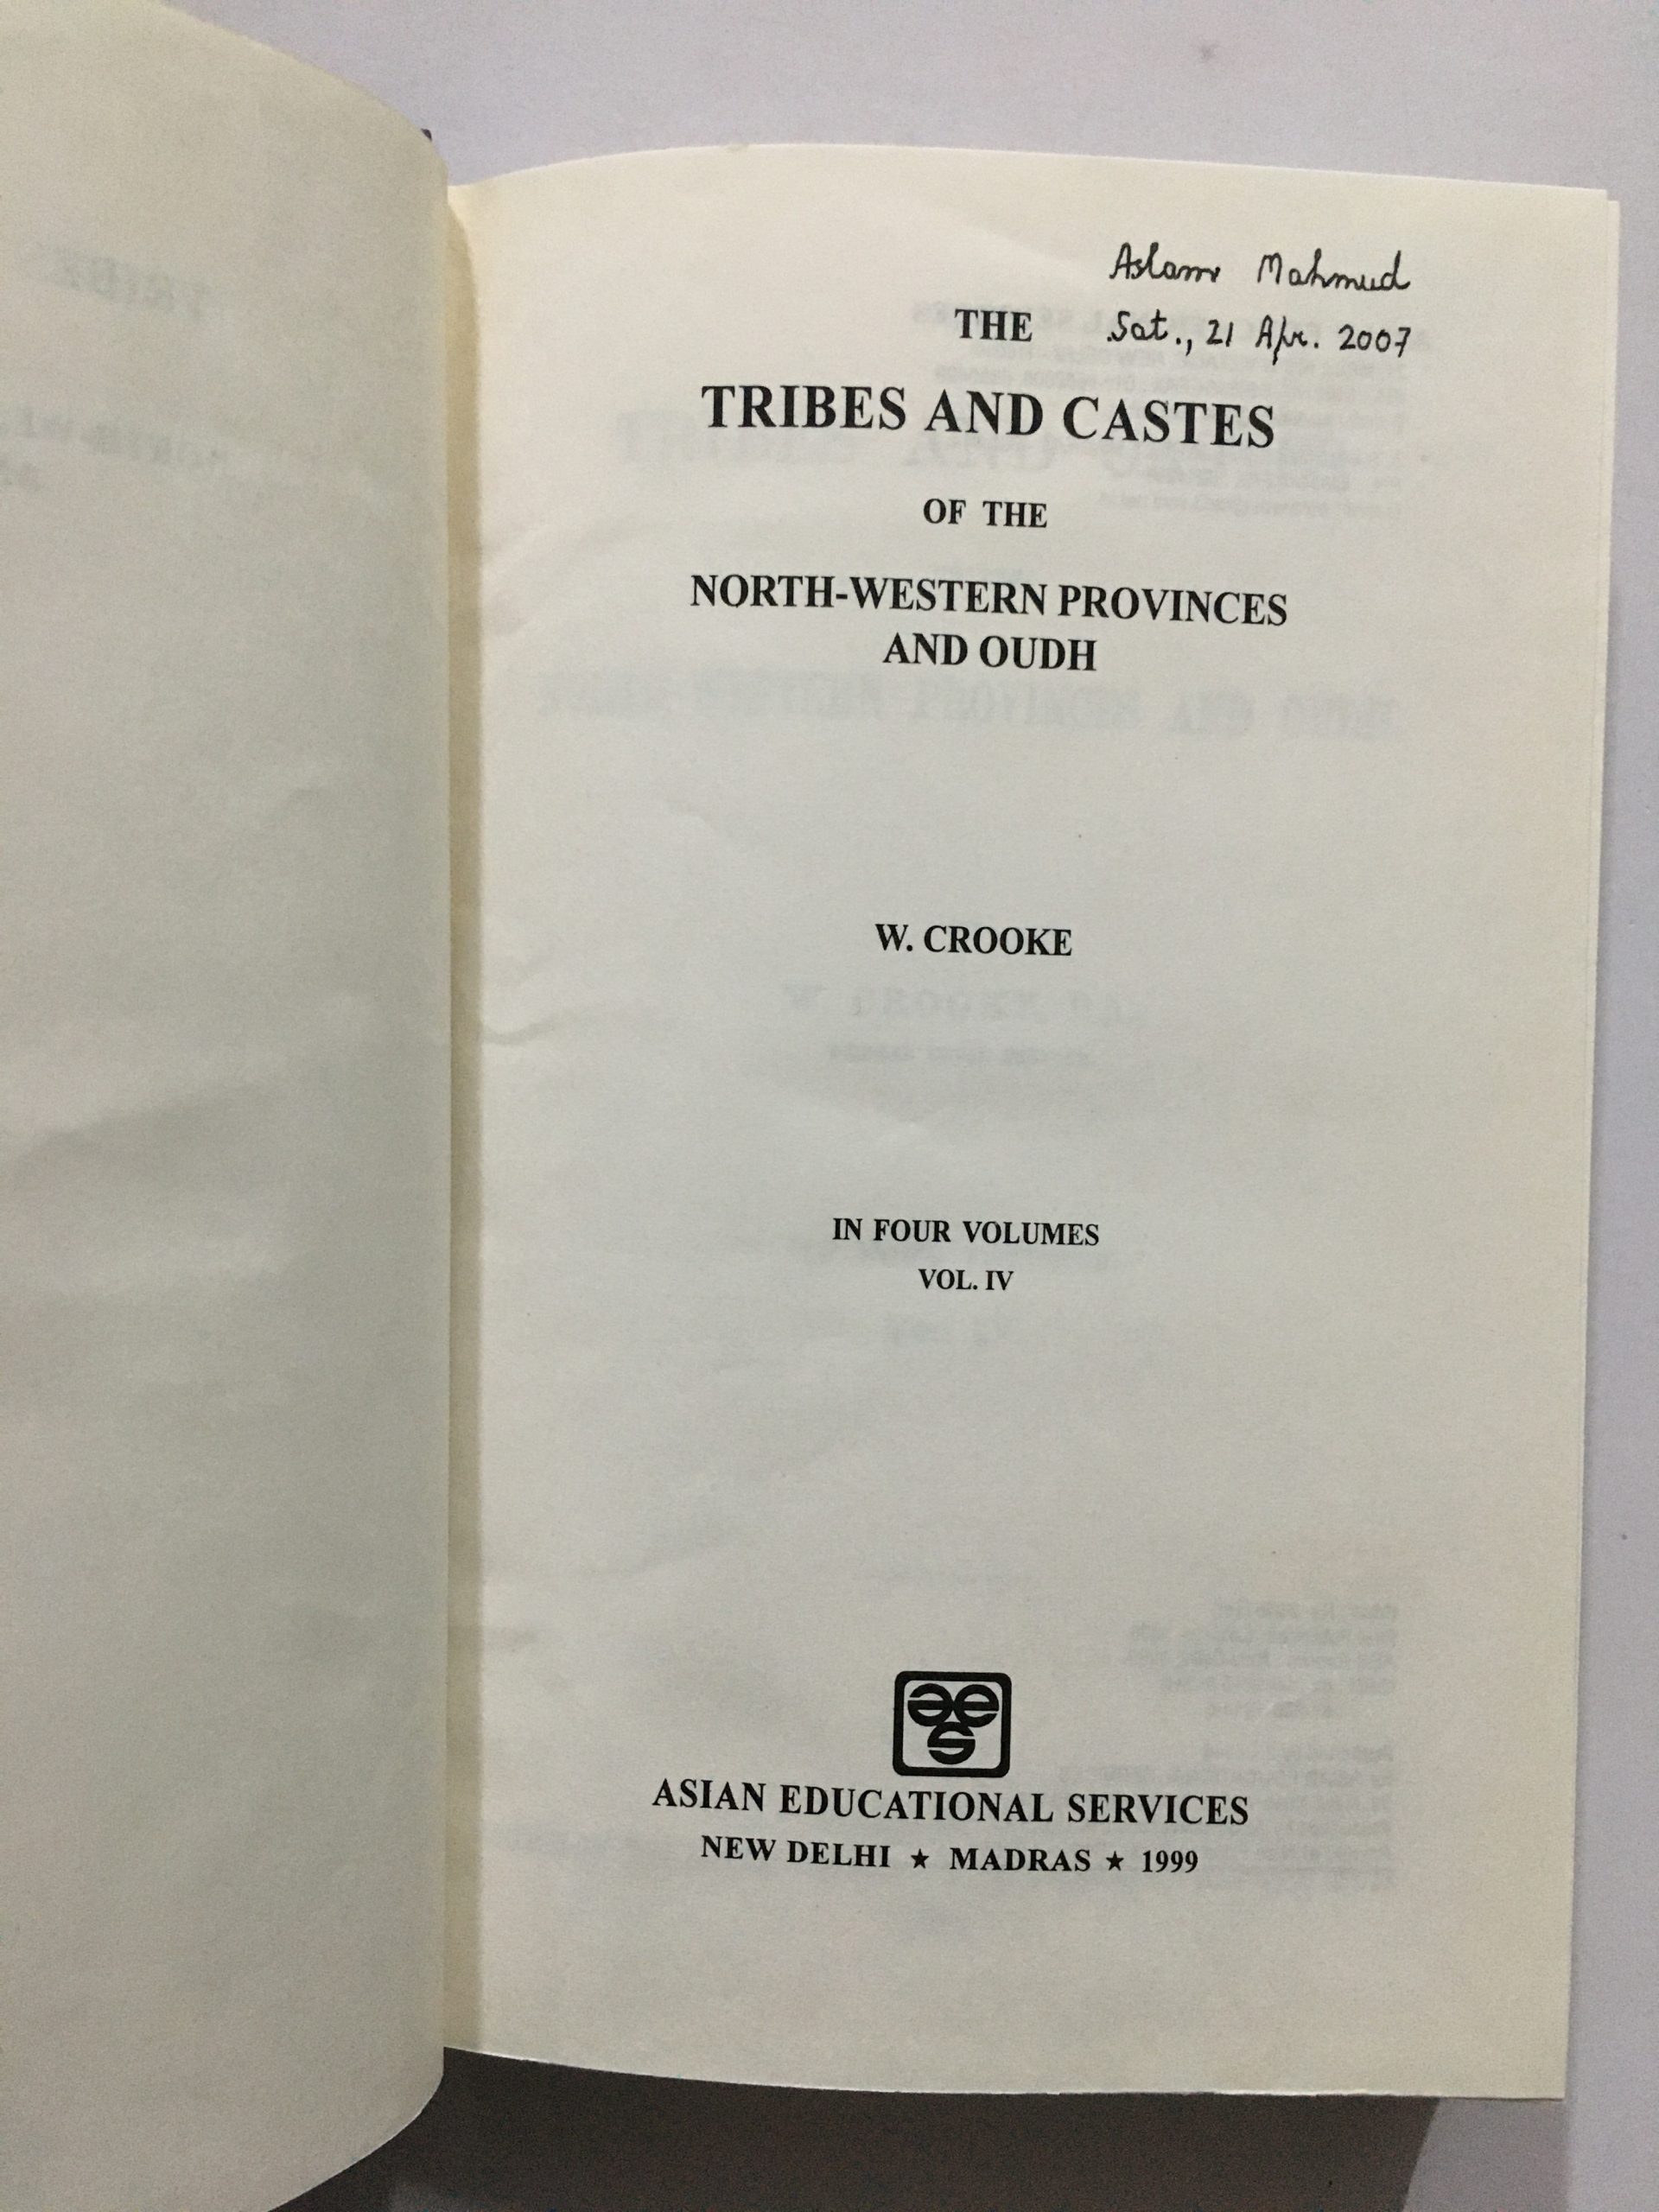 Aslam Mahmud
Sat., 21 Apr. 2007
THE
TRIBES AND CASTES
OF THE
NORTH-WESTERN PROVINCES
AND OUDH
W. CROOKE
IN FOUR VOLUMES
VOL. IV
aes
ASIAN EDUCATIONAL SERVICES
NEW DELHI ★ MADRAS ★ 1999